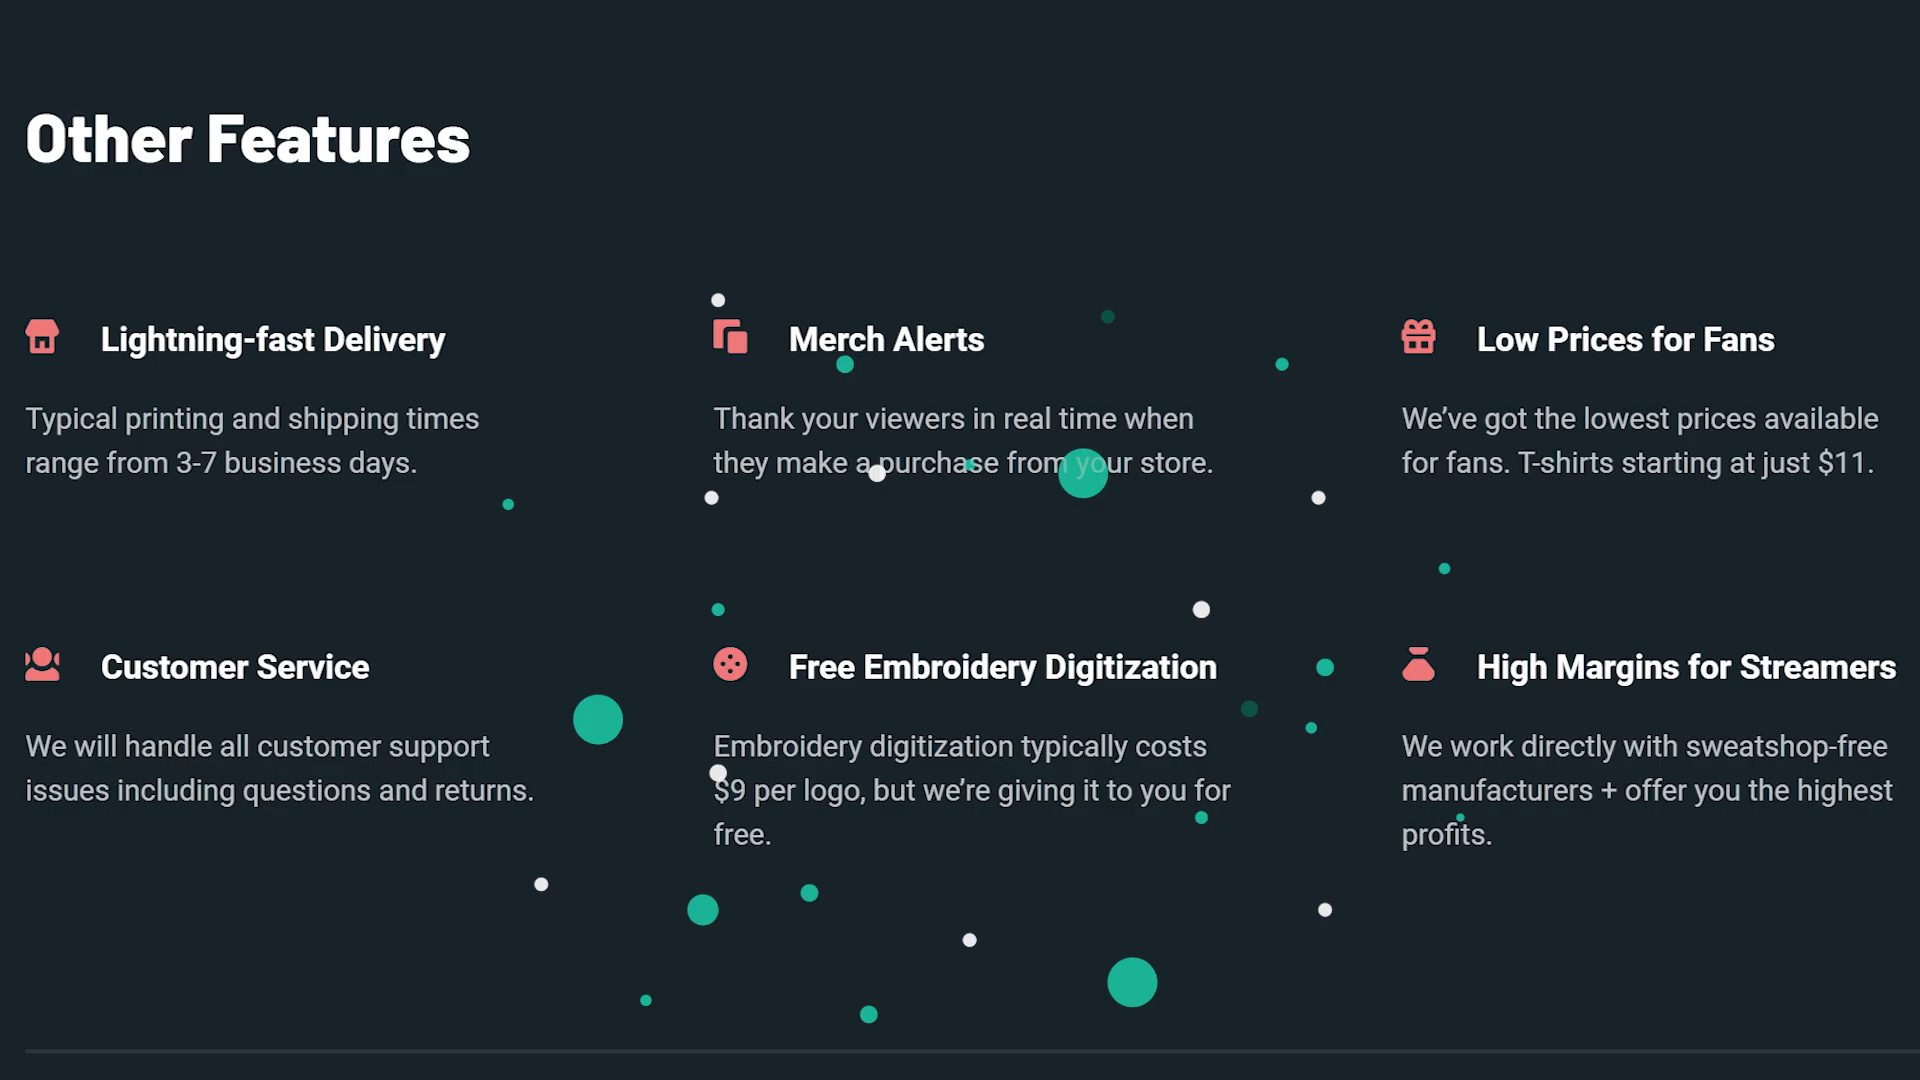 Other Features
Lightning-fast Delivery
Typical printing and shipping times
range from 3-7 business days.
Merch Alerts
Thank your viewers in real time when
they make a purchase from your store.
Low Prices for Fans
We’ve got the lowest prices available
for fans. T-shirts starting at just $11.
Customer Service
We will handle all customer support
issues including questions and returns.
Free Embroidery Digitization
Embroidery digitization typically costs
$9 per logo, but we’re giving it to you for
free.
High Margins for Streamers
We work directly with sweatshop-free
manufacturers + offer you the highest
profits.